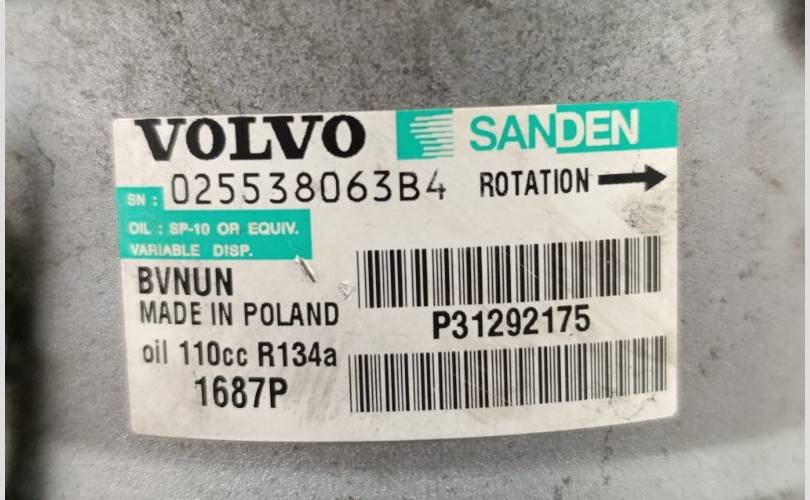 VOLVO SANDEN
SN : 025538063B4 ROTATION
OIL : SP-10 OR EQUIV.
VARIABLE DISP.
BVNUN
MADE IN POLAND
P31292175
oil 110cc R134a
1687P